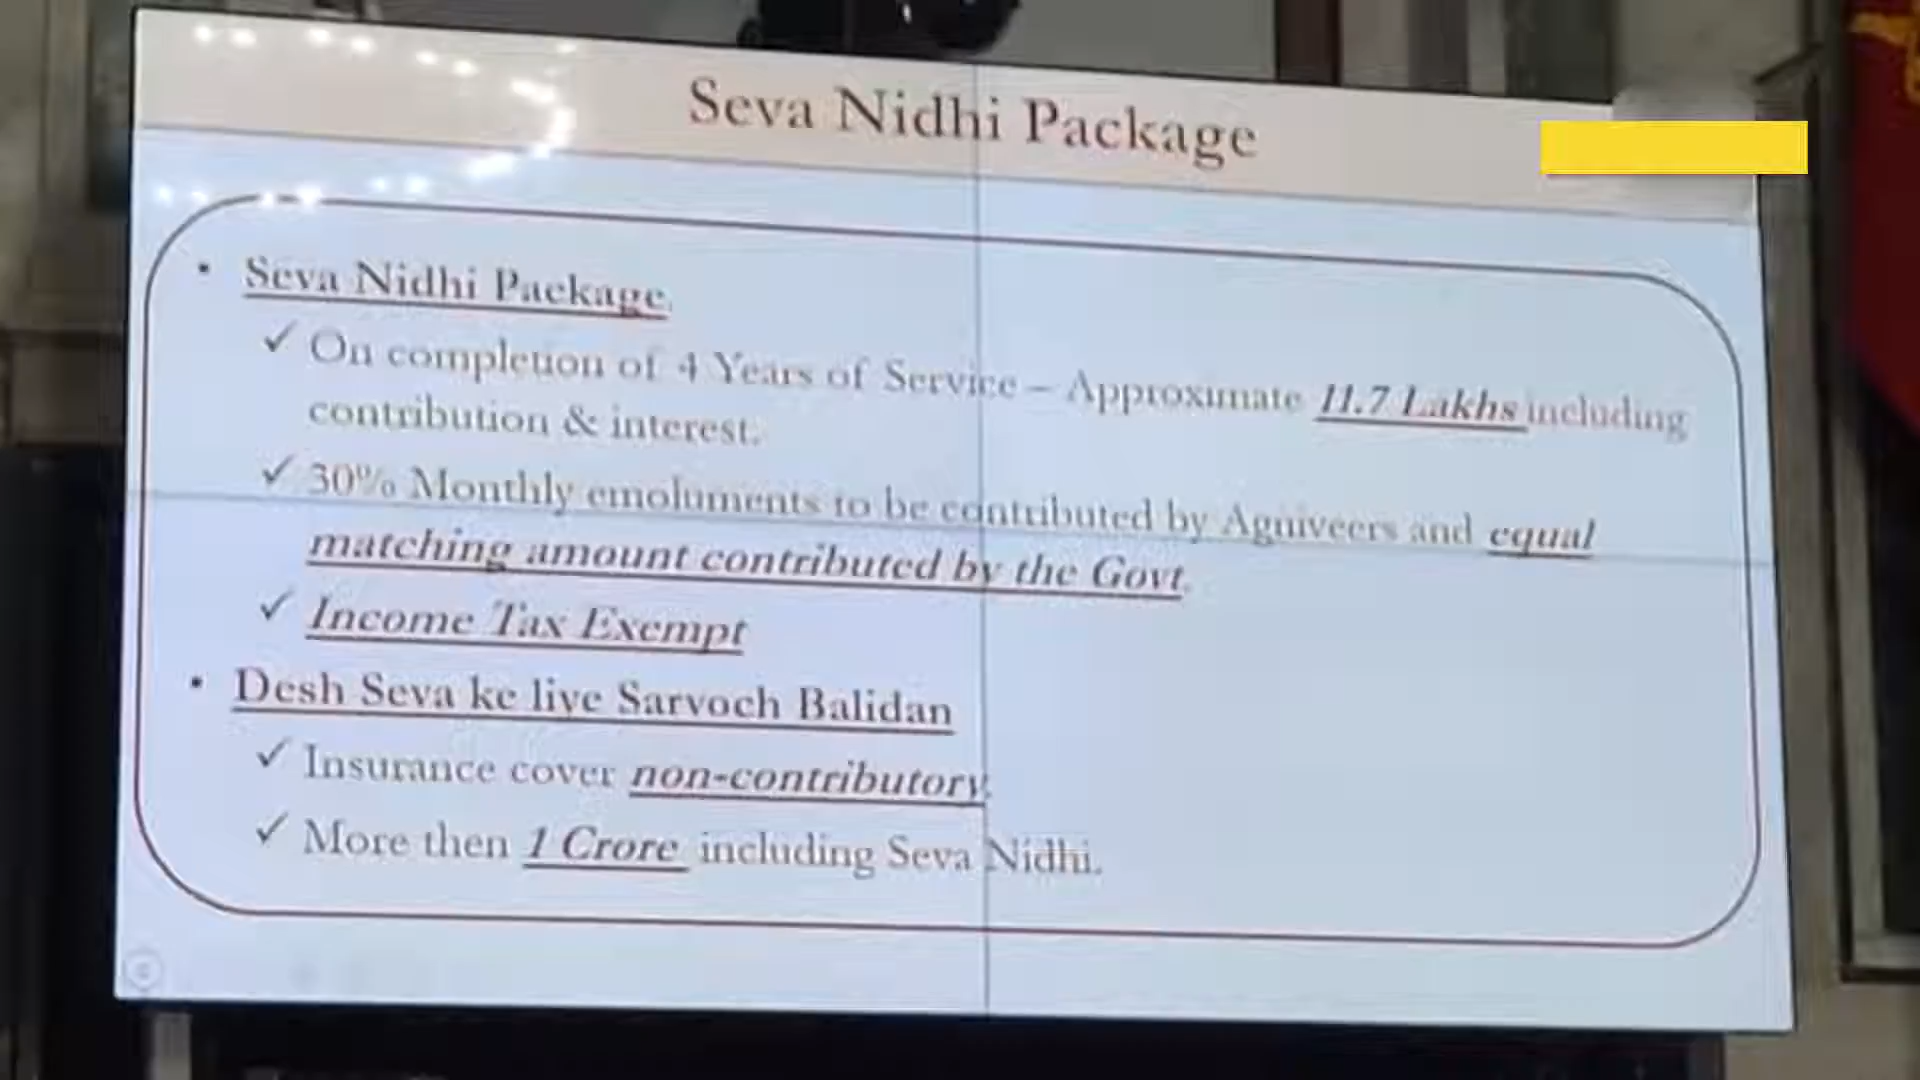 Seva Nidhi Package
• Seva Nidhi Package.
✓ On completion of 4 Years of Service – Approximate 11.7 Lakhs including
contribution & interest.
✓ 30% Monthly emoluments to be contributed by Agniveers and equal
matching amount contributed by the Govt.
✓ Income Tax Exempt
• Desh Seva ke liye Sarvoch Balidan
✓ Insurance cover non-contributory.
✓ More then 1 Crore including Seva Nidhi.